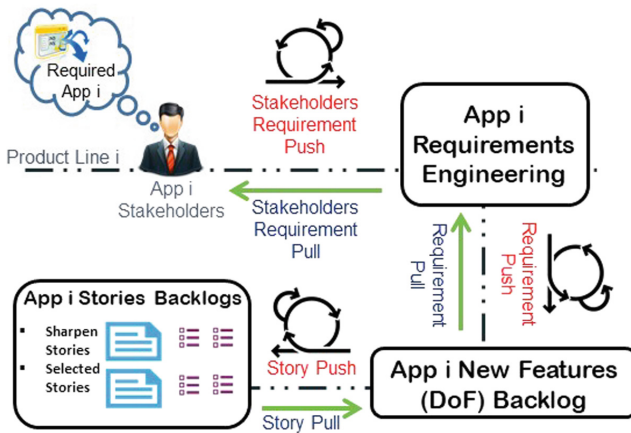 Required
App i
Stakeholders
Requirement
Push
App i
Requirements
Engineering
Product Line i
App i
Stakeholders
Stakeholders
Requirement
Pull
Requirement
Pull
Requirement
Push
App i Stories Backlogs
▪ Sharpen
Stories
▪ Selected
Stories
Story Push
Story Pull
App i New Features
(DoF) Backlog